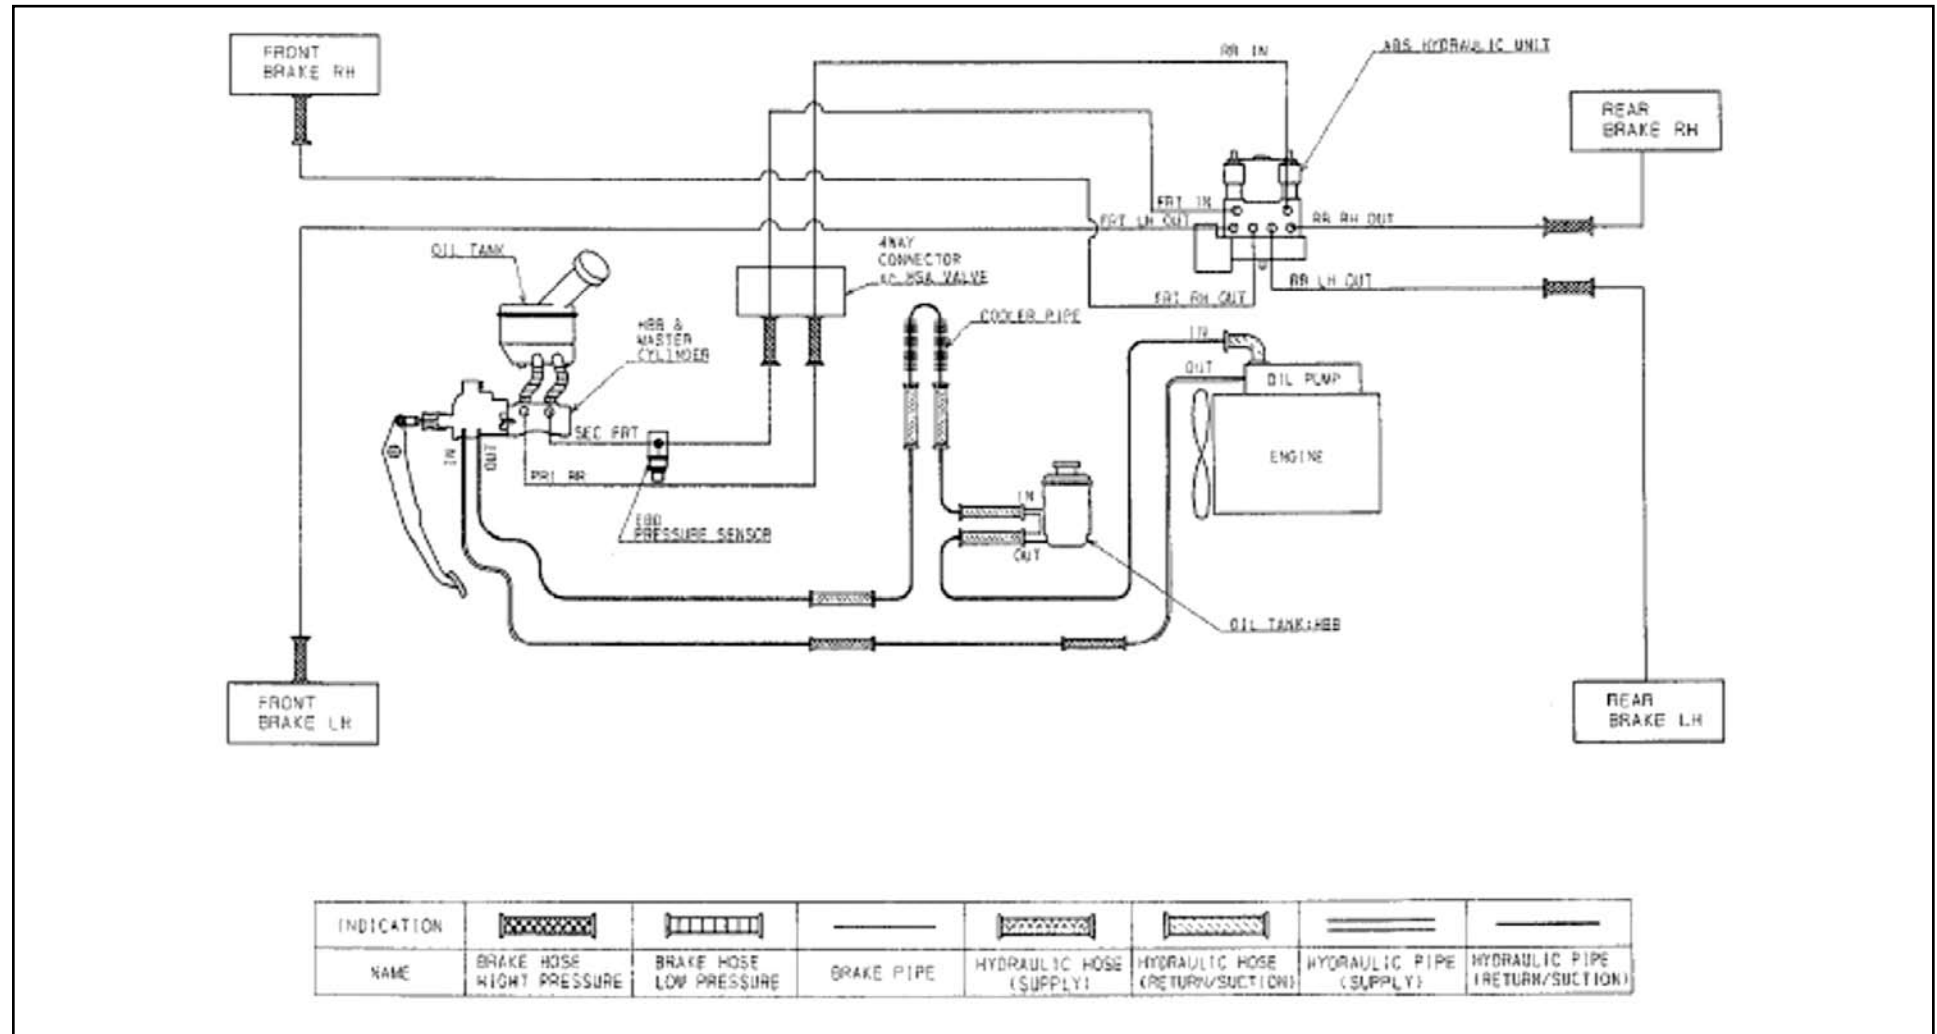 FRONT
BRAKE RH
RR IN
ABS HYDRAULIC UNIT
REAR
BRAKE RH
FRT IN
FRT LH OUT
RR RH OUT
OIL TANK
4WAY
CONNECTOR
or HSA VALVE
RR LH OUT
FRT RH OUT
HBB &
MASTER
CYLINDER
COOLER PIPE
IN
OUT
OIL PUMP
SEC FRT
IN
OUT
ENGINE
PRI RR
IN
EBD
PRESSURE SENSOR
OUT
OIL TANK:HBB
FRONT
BRAKE LH
REAR
BRAKE LH
INDICATION
NAME
BRAKE HOSE
HIGHT PRESSURE
BRAKE HOSE
LOW PRESSURE
BRAKE PIPE
HYDRAULIC HOSE
(SUPPLY)
HYDRAULIC HOSE
(RETURN/SUCTION)
HYDRAULIC PIPE
(SUPPLY)
HYDRAULIC PIPE
(RETURN/SUCTION)